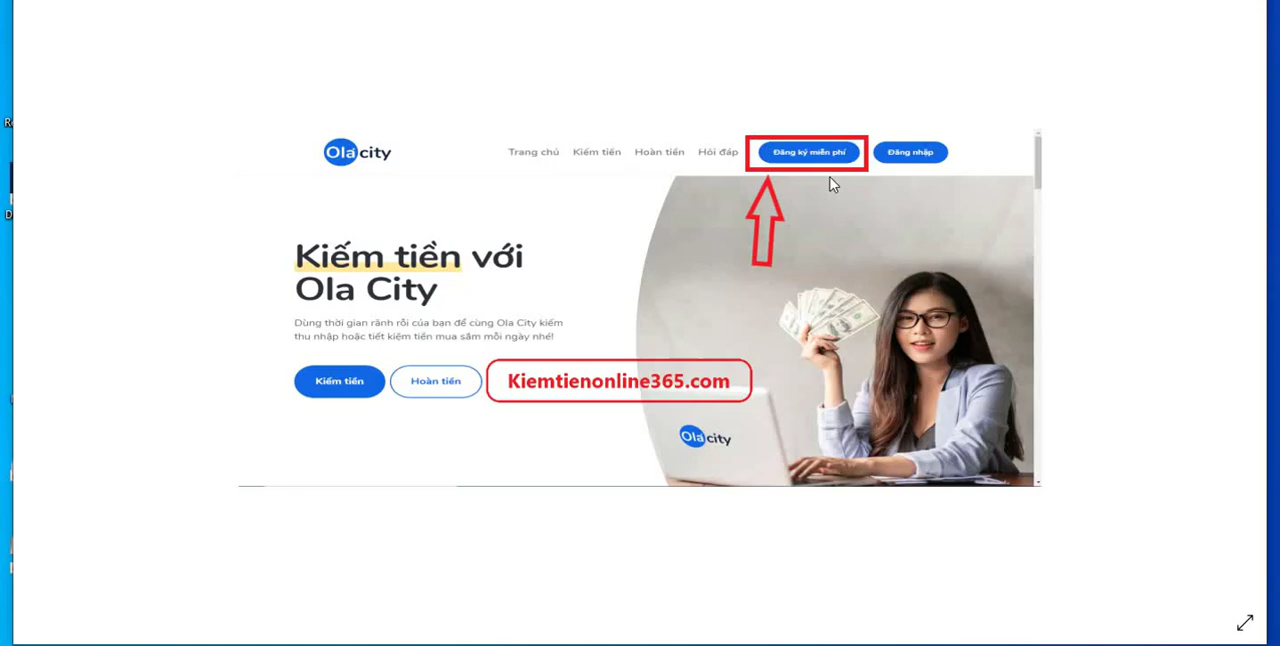 Ola city
Trang chủ Kiếm tiền Hoàn tiền Hỏi đáp Đăng ký miễn phí Đăng nhập
Kiếm tiền với
Ola City
Dùng thời gian rãnh rỗi của bạn để cùng Ola City kiếm
thu nhập hoặc tiết kiệm tiền mua sắm mỗi ngày nhé!
Kiếm tiền Hoàn tiền Kiemtienonline365.com
Ola city